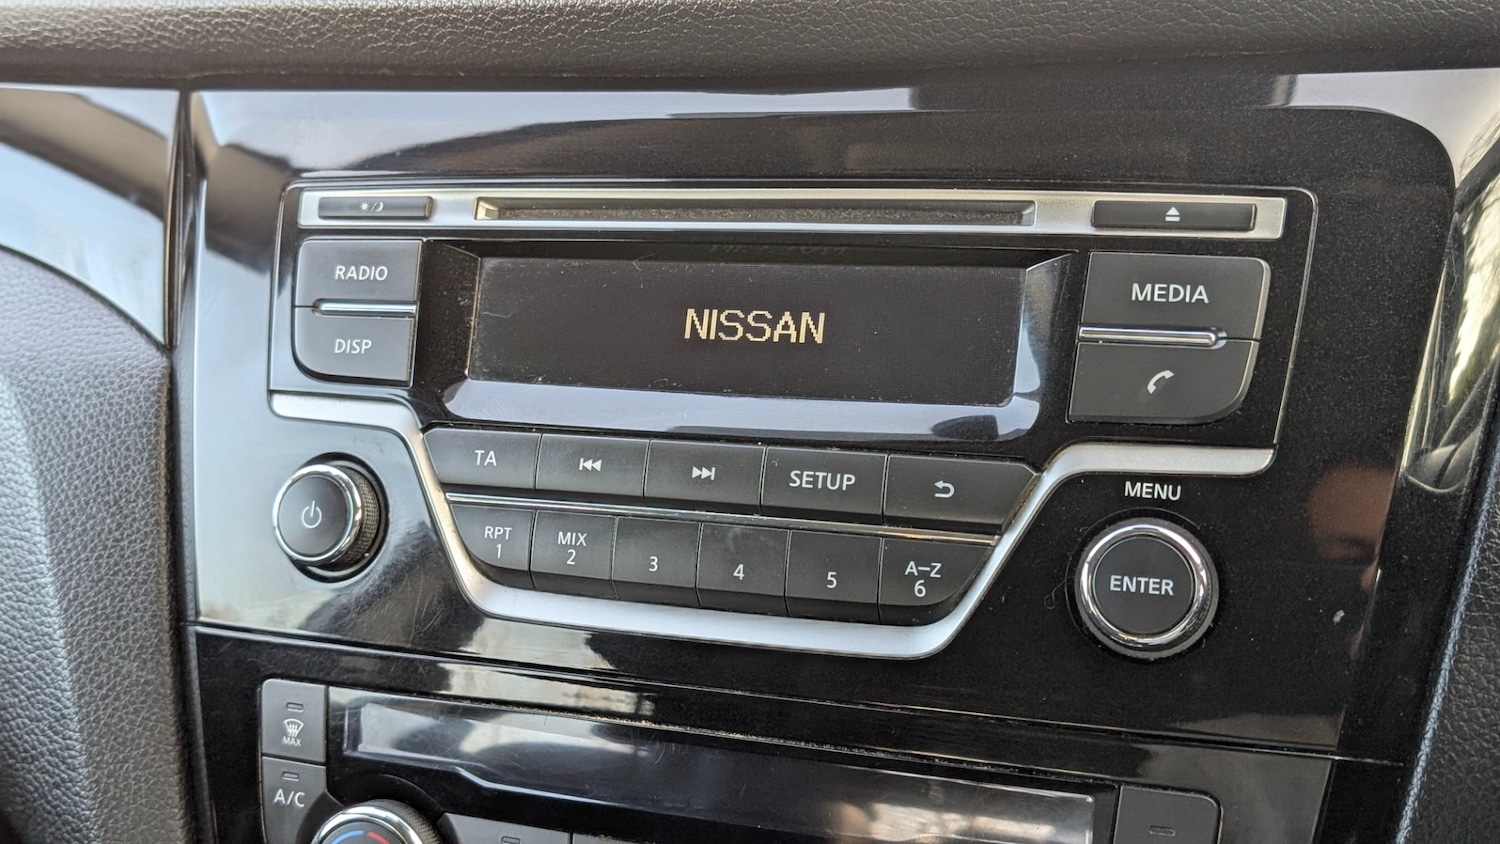 RADIO
DISP
NISSAN
MEDIA
TA
SETUP
MENU
RPT
1
MIX
2
3
4
5
A–Z
6
ENTER
MAX
A/C